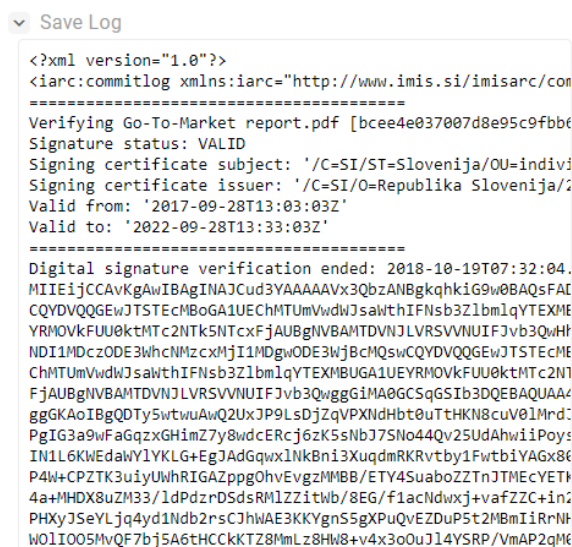 Save Log
<?xml version="1.0"?>
<iarc:commitlog xmlns:iarc="http://www.imis.si/imisarc/com
========================================
Verifying Go-To-Market report.pdf [bcee4e037007d8e95c9fbb6
Signature status: VALID
Signing certificate subject: '/C=SI/ST=Slovenija/OU=indivi
Signing certificate issuer: '/C=SI/O=Republika Slovenija/2
Valid from: '2017-09-28T13:03:03Z'
Valid to: '2022-09-28T13:33:03Z'
========================================
Digital signature verification ended: 2018-10-19T07:32:04.
MIIEijCCAvKgAwIBAgINAJCud3YAAAAAVx3QbzANBgkqhkiG9w0BAQsFAD
CQYDVQQGEwJTSTEcMBoGA1UEChMTUmVwdWJsaWthIFNsb3ZlbmlqYTEXME
YRMOVkFUU0ktMTc2NTk5NTcxFjAUBgNVBAMTDVNJLVRSVVNUIFJvb3QwHh
NDI1MDczODE3WhcNMzcxMjI1MDgwODE3WjBcMQswCQYDVQQGEwJTSTEcME
ChMTUmVwdWJsaWthIFNsb3ZlbmlqYTEXMBUGA1UEYRMOVkFUU0ktMTc2NT
FjAUBgNVBAMTDVNJLVRSVVNUIFJvb3QwggGiMA0GCSqGSIb3DQEBAQUAA4
ggGKAoIBgQDTy5wtwuAwQ2UxJP9LsDjZqVPXNdHbt0uTtHKN8cuV0lMrdJ
PgIG3a9wFaGqzxGHimZ7y8wdcERcj6zK5sNbJ7SNo44Qv25UdAhwiiPoys
IN1L6KWEdaWYlYKLG+EgJAdGqwxlNkBni3XuqdmRKRvtby1FwtbiYAGx86
P4W+CPZTK3uiyUWhRIGAZppgOhvEvgzMMBB/ETY4SuaboZZTnJTMEcYETK
4a+MHDX8uZM33/ldPdzrDSdsRMlZZitWb/8EG/f1acNdwxj+vafZZC+in2
PHXyJSeYLjq4yd1Ndb2rsCJhWAE3KKYgnS5gXPuQvEZDuP5t2MBmIiRrNH
WOlIOO5MvQF7bj5A6tHCCkKTZ8MmLz8HW8+v4x3oOuJl4YSRP/VmAP2qM0